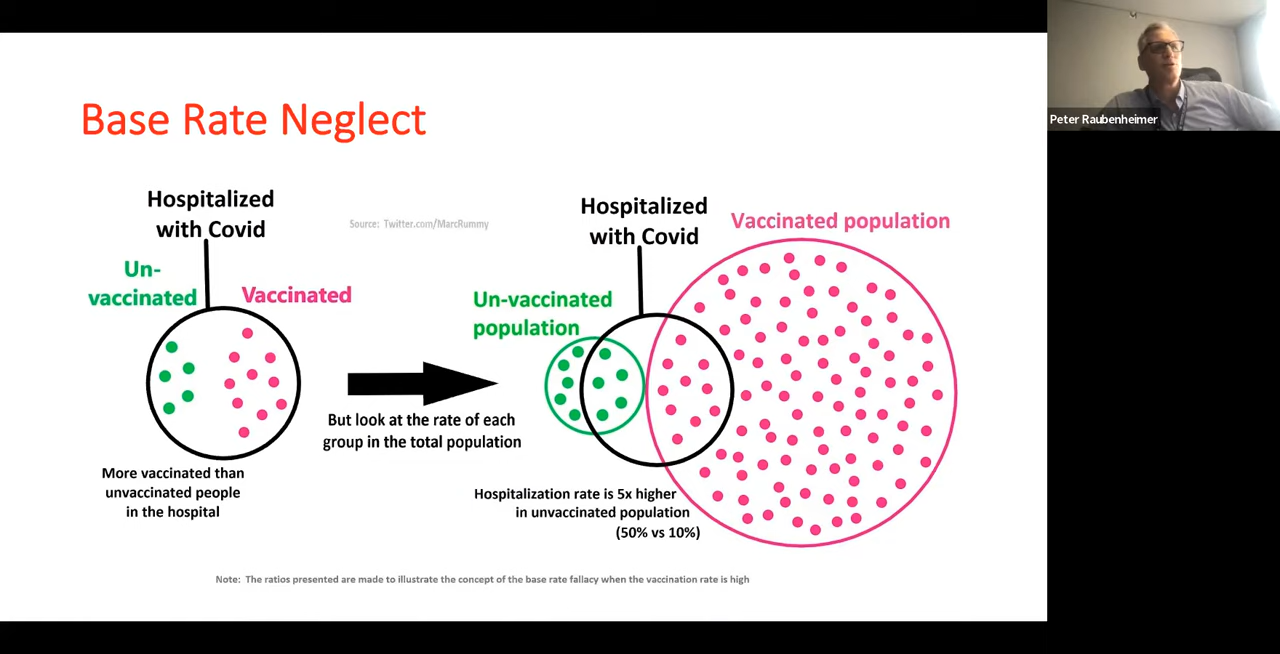 Base Rate Neglect
Hospitalized
with Covid
Source: Twitter.com/MarcRummy
Un-
vaccinated
Vaccinated
More vaccinated than
unvaccinated people
in the hospital
But look at the rate of each
group in the total population
Hospitalized
with Covid
Vaccinated population
Un-vaccinated
population
Hospitalization rate is 5x higher
in unvaccinated population
(50% vs 10%)
Note: The ratios presented are made to illustrate the concept of the base rate fallacy when the vaccination rate is high
Peter Raubenheimer